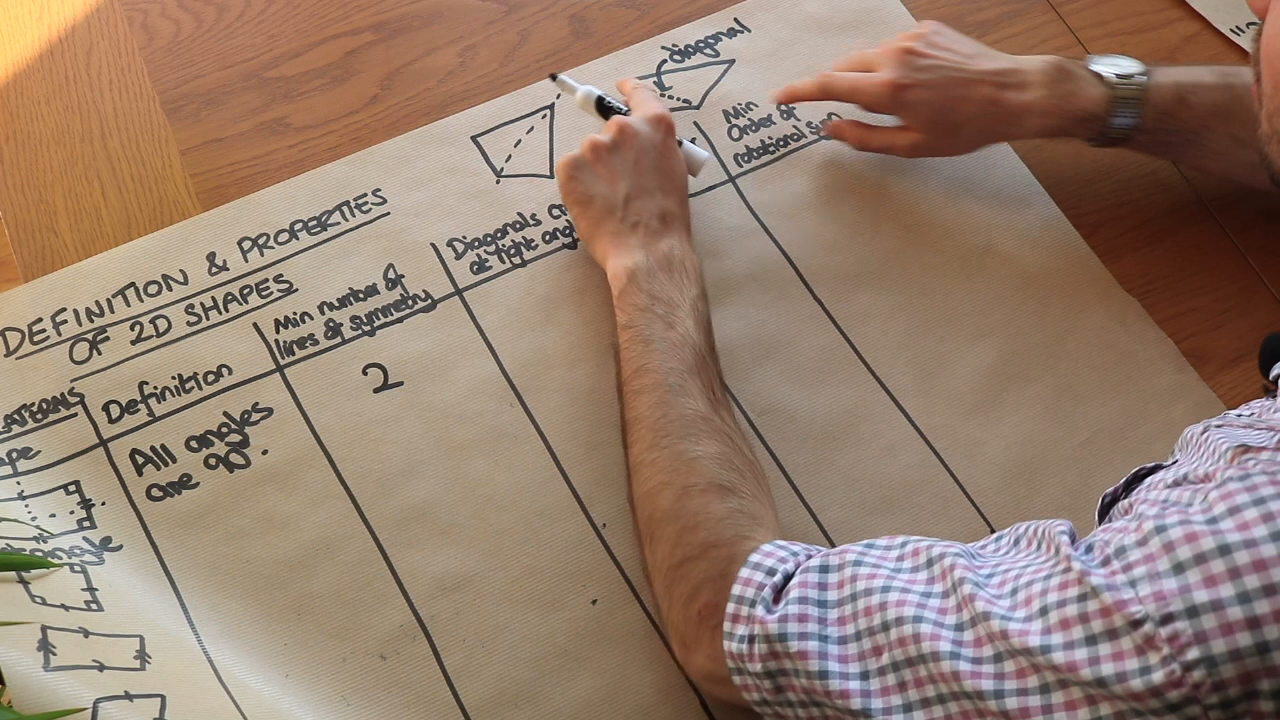 diagonal
Min
Order of
rotational sym
DEFINITION & PROPERTIES
OF 2D SHAPES
Diagonals
at right
Min number of
lines of symmetry
Definition
2
All angles
are 90°.